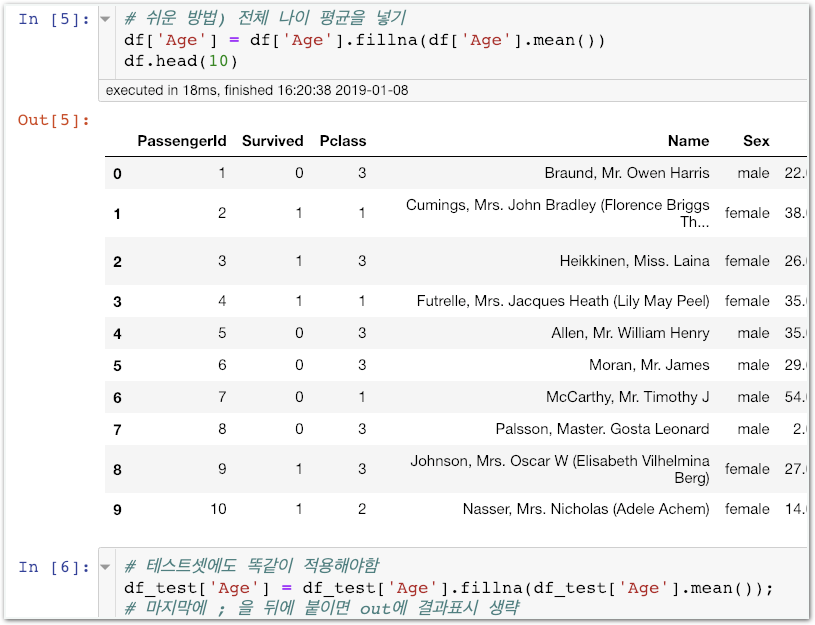 In [5]: # 쉬운 방법) 전체 나이 평균을 넣기
df['Age'] = df['Age'].fillna(df['Age'].mean())
df.head(10)
executed in 18ms, finished 16:20:38 2019-01-08
Out[5]:
PassengerId Survived Pclass Name Sex
0 1 0 3 Braund, Mr. Owen Harris male 22.
1 2 1 1 Cumings, Mrs. John Bradley (Florence Briggs
Th... female 38.
2 3 1 3 Heikkinen, Miss. Laina female 26.
3 4 1 1 Futrelle, Mrs. Jacques Heath (Lily May Peel) female 35.
4 5 0 3 Allen, Mr. William Henry male 35.
5 6 0 3 Moran, Mr. James male 29.
6 7 0 1 McCarthy, Mr. Timothy J male 54.
7 8 0 3 Palsson, Master. Gosta Leonard male 2.
8 9 1 3 Johnson, Mrs. Oscar W (Elisabeth Vilhelmina
Berg) female 27.
9 10 1 2 Nasser, Mrs. Nicholas (Adele Achem) female 14.
In [6]: # 테스트셋에도 똑같이 적용해야함
df_test['Age'] = df_test['Age'].fillna(df_test['Age'].mean());
# 마지막에 ; 을 뒤에 붙이면 out에 결과표시 생략